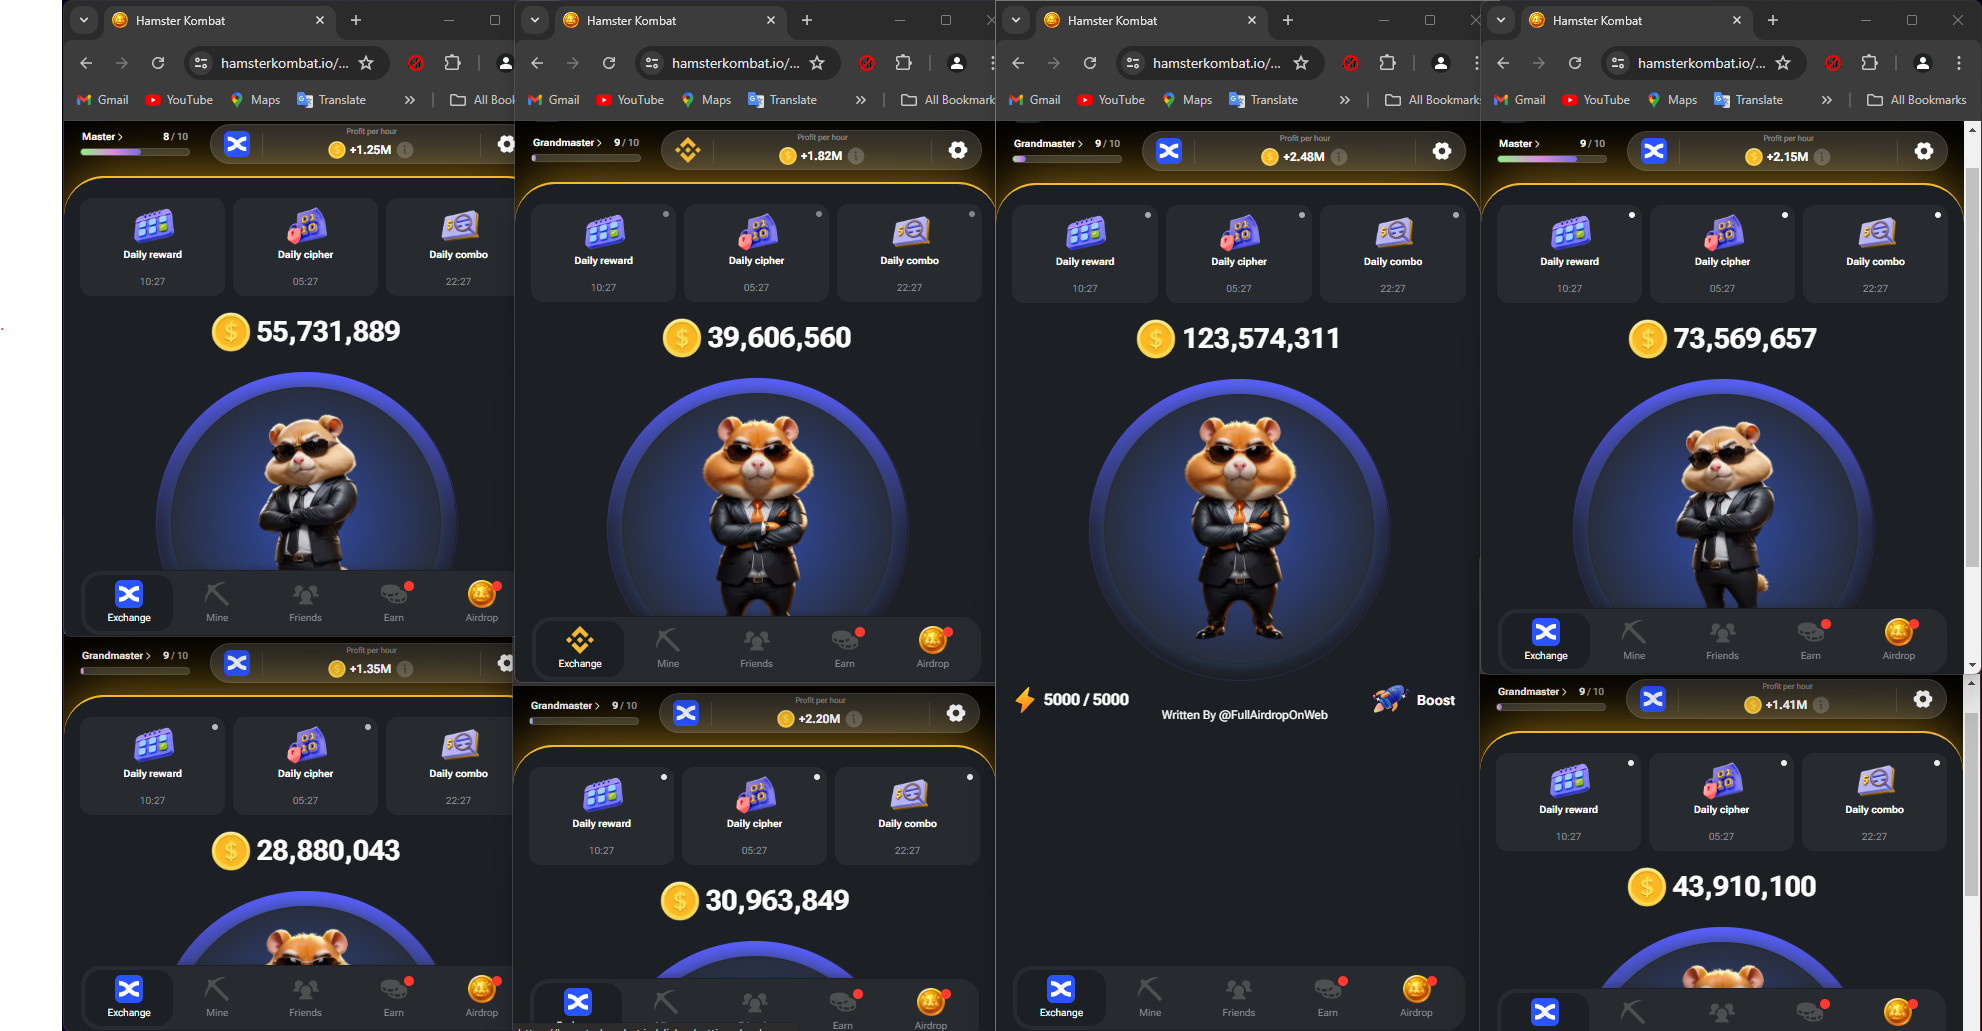 Hamster Kombat
hamsterkombat.io/...
Gmail YouTube Maps Translate » All Book
Master > 8 / 10
Profit per hour
+1.25M
Daily reward
10:27
Daily cipher
05:27
Daily combo
22:27
55,731,889
Exchange Mine Friends Earn Airdrop
Grandmaster > 9 / 10
Profit per hour
+1.35M
Daily reward
10:27
Daily cipher
05:27
Daily combo
22:27
28,880,043
Exchange Mine Friends Earn Airdrop
Hamster Kombat
hamsterkombat.io/...
Gmail YouTube Maps Translate » All Bookmark
Grandmaster > 9 / 10
Profit per hour
+1.82M
Daily reward
10:27
Daily cipher
05:27
Daily combo
22:27
39,606,560
Exchange Mine Friends Earn Airdrop
Grandmaster > 9 / 10
Profit per hour
+2.20M
Daily reward
10:27
Daily cipher
05:27
Daily combo
22:27
30,963,849
Earn Airdrop
Hamster Kombat
hamsterkombat.io/...
Gmail YouTube Maps Translate » All Bookmark
Grandmaster > 9 / 10
Profit per hour
+2.48M
Daily reward
10:27
Daily cipher
05:27
Daily combo
22:27
123,574,311
5000 / 5000
Boost
Written By @FullAirdropOnWeb
Exchange Mine Friends Earn Airdrop
Hamster Kombat
hamsterkombat.io/...
Gmail YouTube Maps Translate » All Bookmarks
Master > 9 / 10
Profit per hour
+2.15M
Daily reward
10:27
Daily cipher
05:27
Daily combo
22:27
73,569,657
Exchange Mine Friends Earn Airdrop
Grandmaster > 9 / 10
Profit per hour
+1.41M
Daily reward
10:27
Daily cipher
05:27
Daily combo
22:27
43,910,100